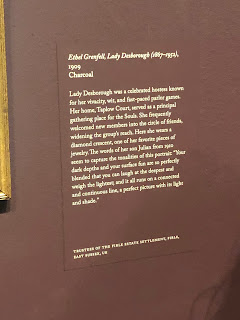 Ethel Grenfell, Lady Desborough (1867–1952),
1909
Charcoal
Lady Desborough was a celebrated hostess known
for her vivacity, wit, and fast-paced parlor games.
Her home, Taplow Court, served as a principal
gathering place for the Souls. She frequently
welcomed new members into the circle of friends,
widening the group's reach. Here she wears a
diamond crescent, one of her favorite pieces of
jewelry. The words of her son Julian from 1910
seem to capture the tonalities of this portrait: "Your
dark depths and your surface fun are so perfectly
blended that you can laugh at the deepest and
weigh the lightest; and it all runs on a connected
and continuous line, a perfect picture with its light
and shade."
TRUSTEES OF THE FIRLE ESTATE SETTLEMENT, FIRLE,
EAST SUSSEX, UK